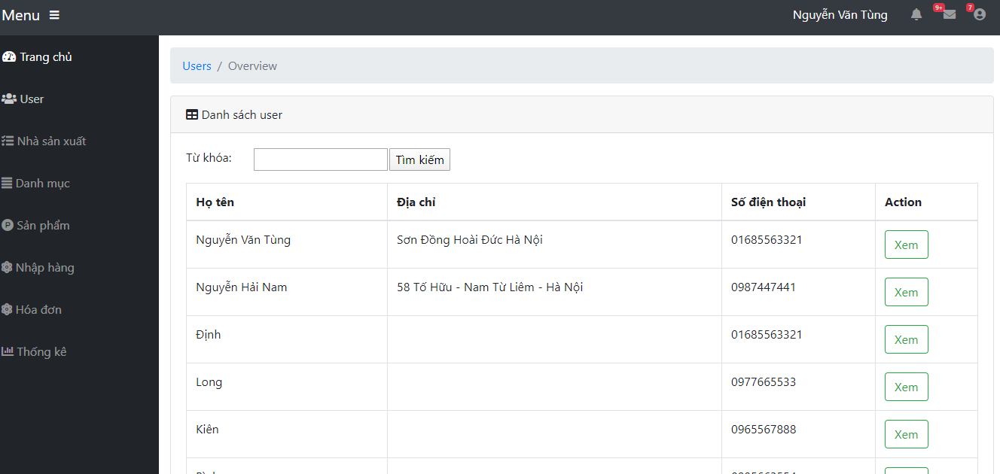 Menu
Nguyễn Văn Tùng
9+
7
Trang chủ
User
Nhà sản xuất
Danh mục
Sản phẩm
Nhập hàng
Hóa đơn
Thống kê
Users / Overview
Danh sách user
Từ khóa:
Tìm kiếm
Họ tên Địa chỉ Số điện thoại Action
Nguyễn Văn Tùng Sơn Đồng Hoài Đức Hà Nội 01685563321 Xem
Nguyễn Hải Nam 58 Tố Hữu - Nam Từ Liêm - Hà Nội 0987447441 Xem
Định 01685563321 Xem
Long 0977665533 Xem
Kiên 0965567888 Xem